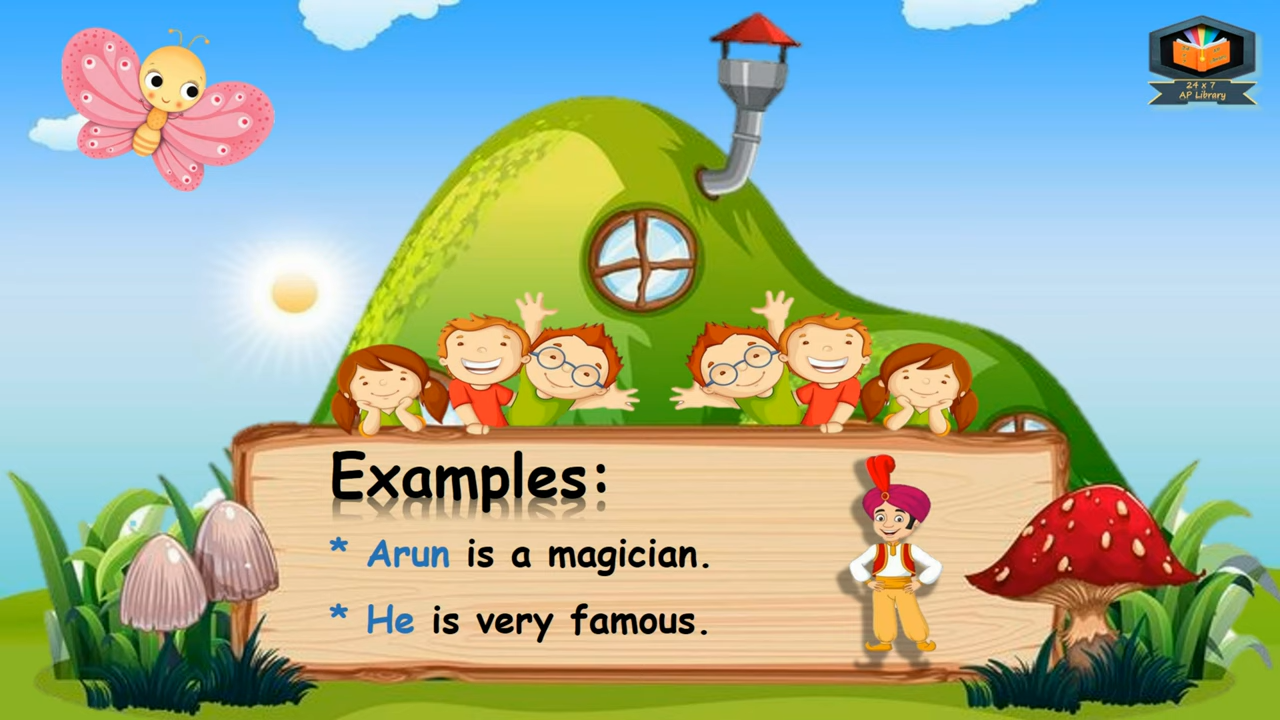 24 x 7
AP Library
Examples:
* Arun is a magician.
* He is very famous.